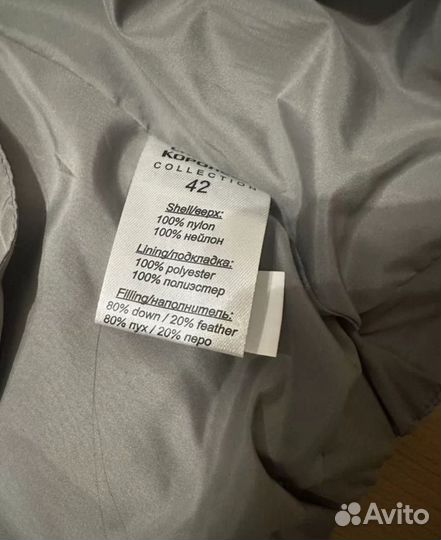 COLLECTION
42
Shell/верх:
100% nylon
100% нейлон
Lining/подкладка:
100% polyester
100% полиэстер
Filling/наполнитель:
80% down / 20% feather
80% пух / 20% перо
Avito